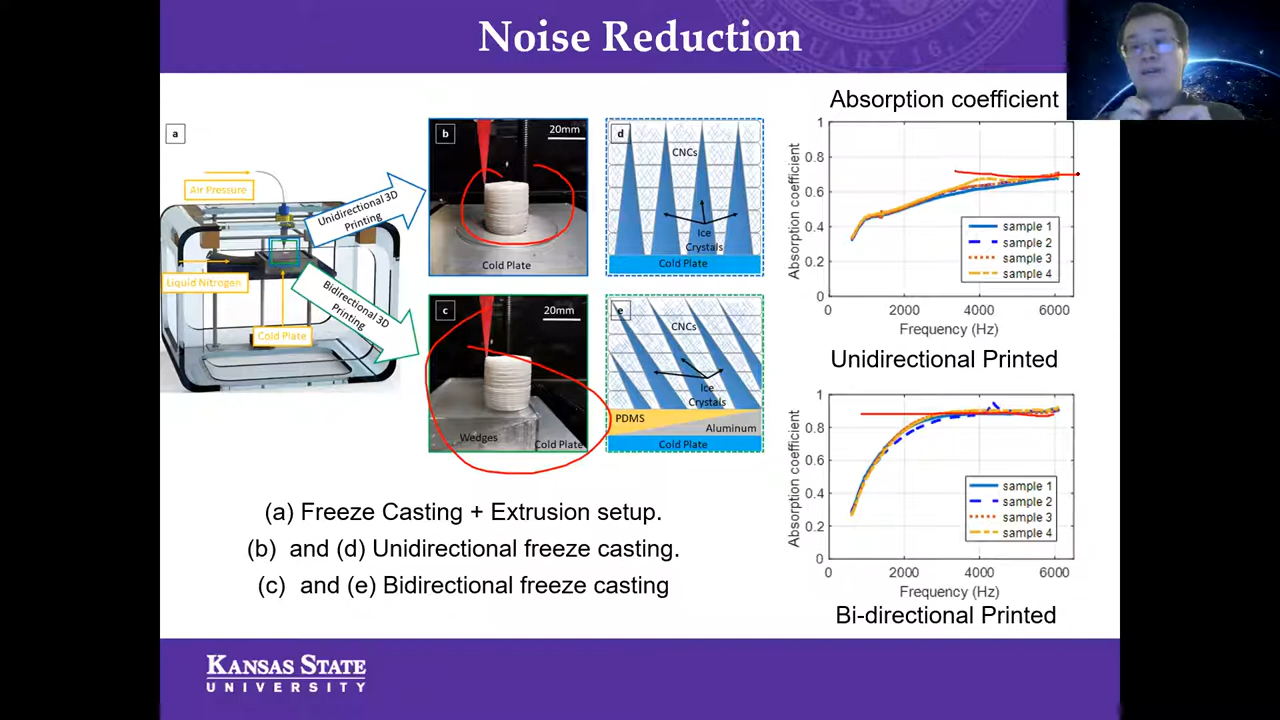 Noise Reduction
a
Air Pressure
Liquid Nitrogen
Cold Plate
Unidirectional 3D
Printing
Bidirectional 3D
Printing
b
20mm
Cold Plate
d
CNCs
Ice
Crystals
Cold Plate
c
20mm
Wedges
Cold Plate
e
CNCs
Ice
Crystals
PDMS
Aluminum
Cold Plate
(a) Freeze Casting + Extrusion setup.
(b) and (d) Unidirectional freeze casting.
(c) and (e) Bidirectional freeze casting
Absorption coefficient
Absorption coefficient
1
0.8
0.6
0.4
0.2
0
sample 1
sample 2
sample 3
sample 4
0 2000 4000 6000
Frequency (Hz)
Unidirectional Printed
Absorption coefficient
1
0.8
0.6
0.4
0.2
0
sample 1
sample 2
sample 3
sample 4
0 2000 4000 6000
Frequency (Hz)
Bi-directional Printed
KANSAS STATE
UNIVERSITY